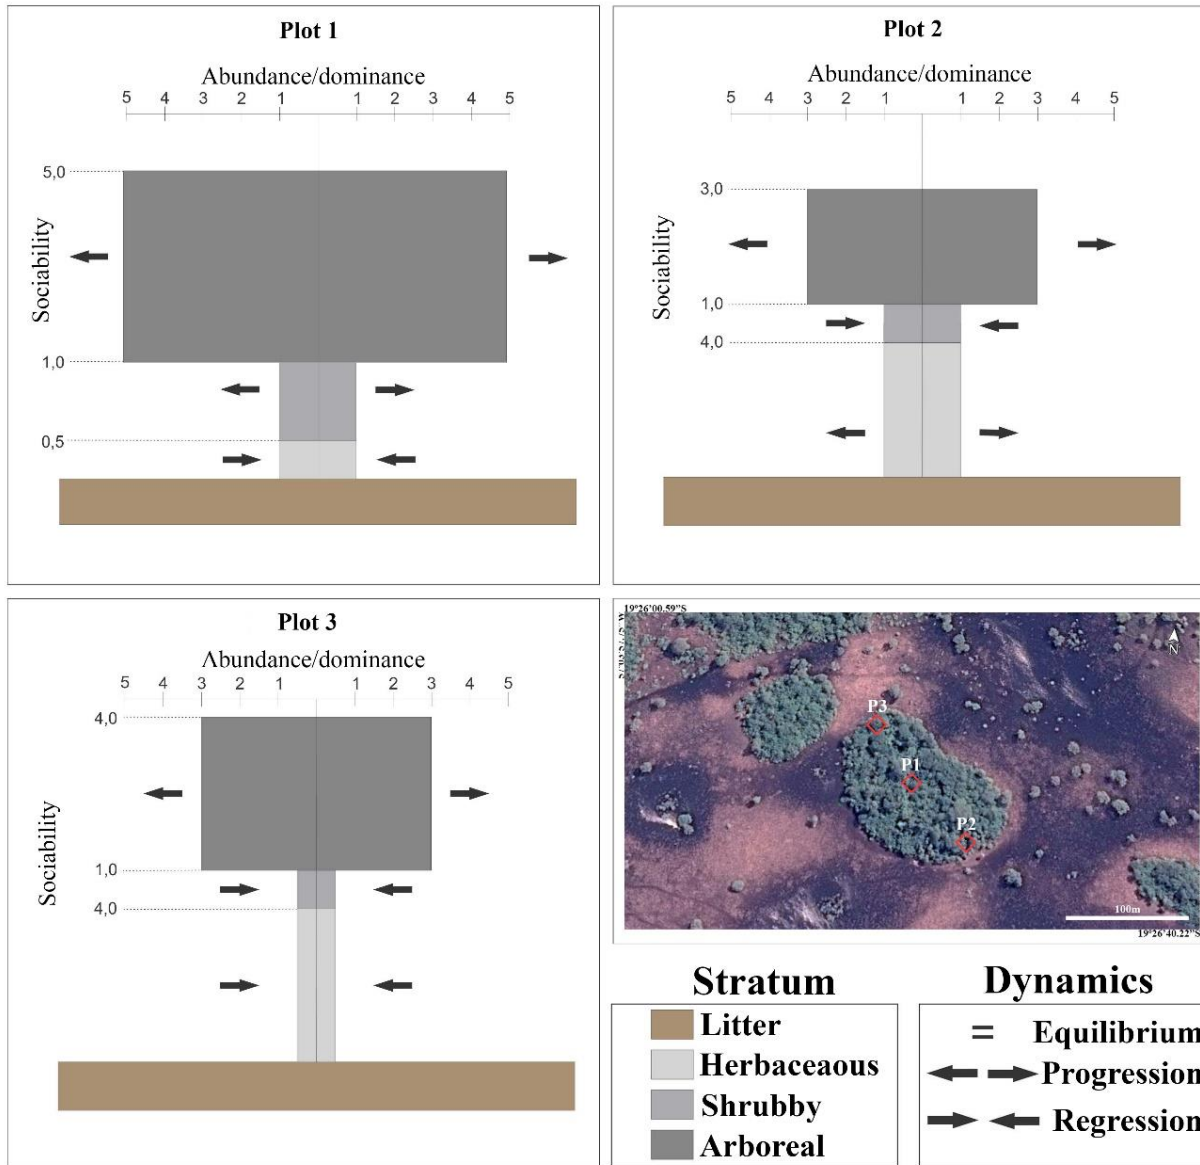 Plot 1
Abundance/dominance
5 4 3 2 1 1 2 3 4 5
5,0
Sociability
1,0
0,5
Plot 2
Abundance/dominance
5 4 3 2 1 1 2 3 4 5
3,0
Sociability
1,0
4,0
Plot 3
Abundance/dominance
5 4 3 2 1 1 2 3 4 5
4,0
Sociability
1,0
4,0
19°26'00.59"S
N
P3
P1
P2
100m
19°26'40.22"S
Stratum
Litter
Herbaceaous
Shrubby
Arboreal
Dynamics
= Equilibrium
Progression
Regression